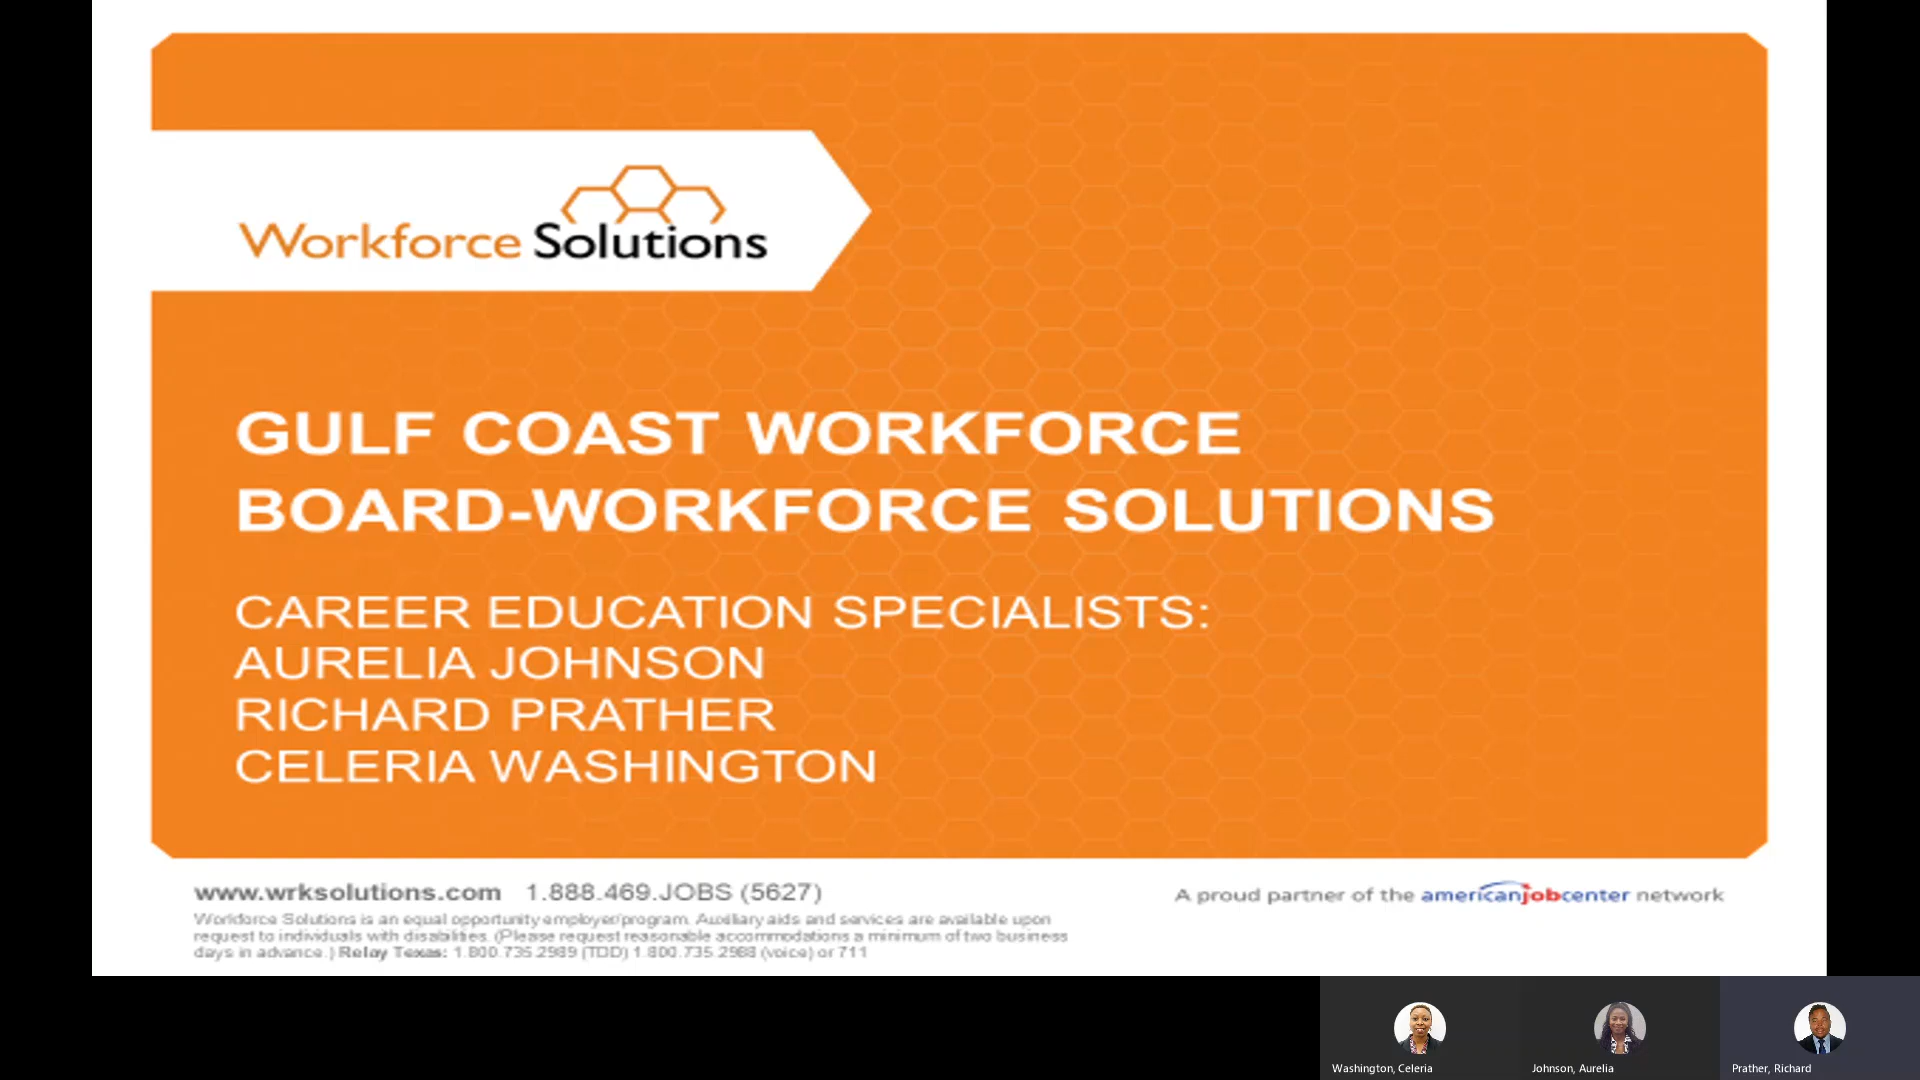 Workforce Solutions
GULF COAST WORKFORCE
BOARD-WORKFORCE SOLUTIONS
CAREER EDUCATION SPECIALISTS:
AURELIA JOHNSON
RICHARD PRATHER
CELERIA WASHINGTON
www.wrksolutions.com 1.888.469.JOBS (5627)
A proud partner of the americanjobcenter network
Workforce Solutions is an equal opportunity employer/program. Auxiliary aids and services are available upon
request to individuals with disabilities. (Please request reasonable accommodations a minimum of two business
days in advance.) Relay Texas: 1.800.735.2989 (TDD) 1.800.735.2988 (voice) or 711
Washington, Celeria
Johnson, Aurelia
Prather, Richard